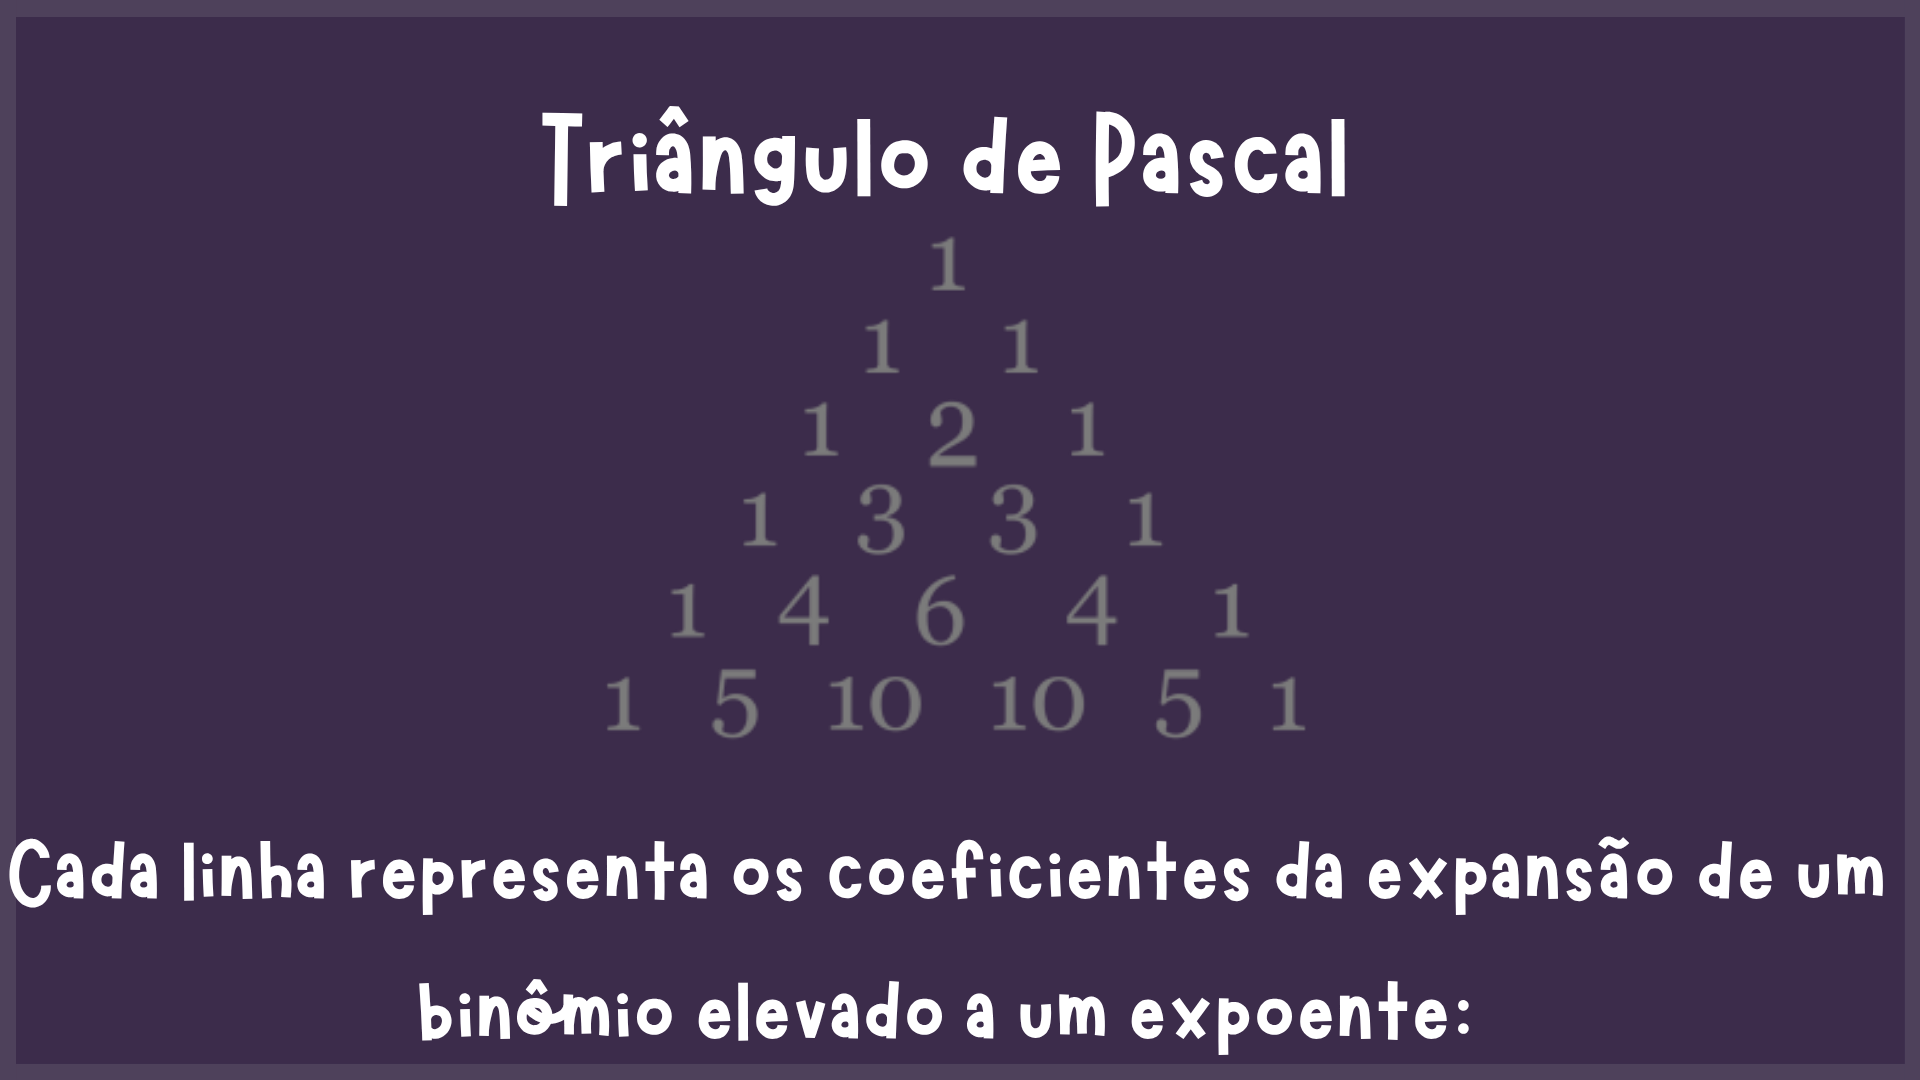 Triângulo de Pascal
1
1 1
1 2 1
1 3 3 1
1 4 6 4 1
1 5 10 10 5 1
Cada linha representa os coeficientes da expansão de um
binômio elevado a um expoente: